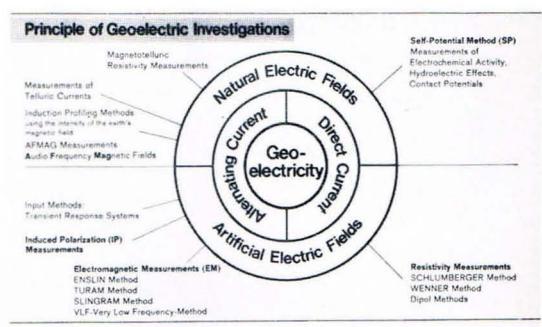 Principle of Geoelectric Investigations
Magnetotelluric
Resistivity Measurements
Measurements of
Telluric Currents
Induction Profiling Methods
using the intensity of the earth's
magnetic field
AFMAG Measurements
Audio Frequency Magnetic Fields
Self-Potential Method (SP)
Measurements of
Electrochemical Activity,
Hydroelectric Effects,
Contact Potentials
Natural Electric Fields
Alternating Current
Direct Current
Geo-
electricity
Artificial Electric Fields
Input Methods:
Transient Response Systems
Induced Polarization (IP)
Measurements
Electromagnetic Measurements (EM)
ENSLIN Method
TURAM Method
SLINGRAM Method
VLF-Very Low Frequency-Method
Resistivity Measurements
SCHLUMBERGER Method
WENNER Method
Dipol Methods